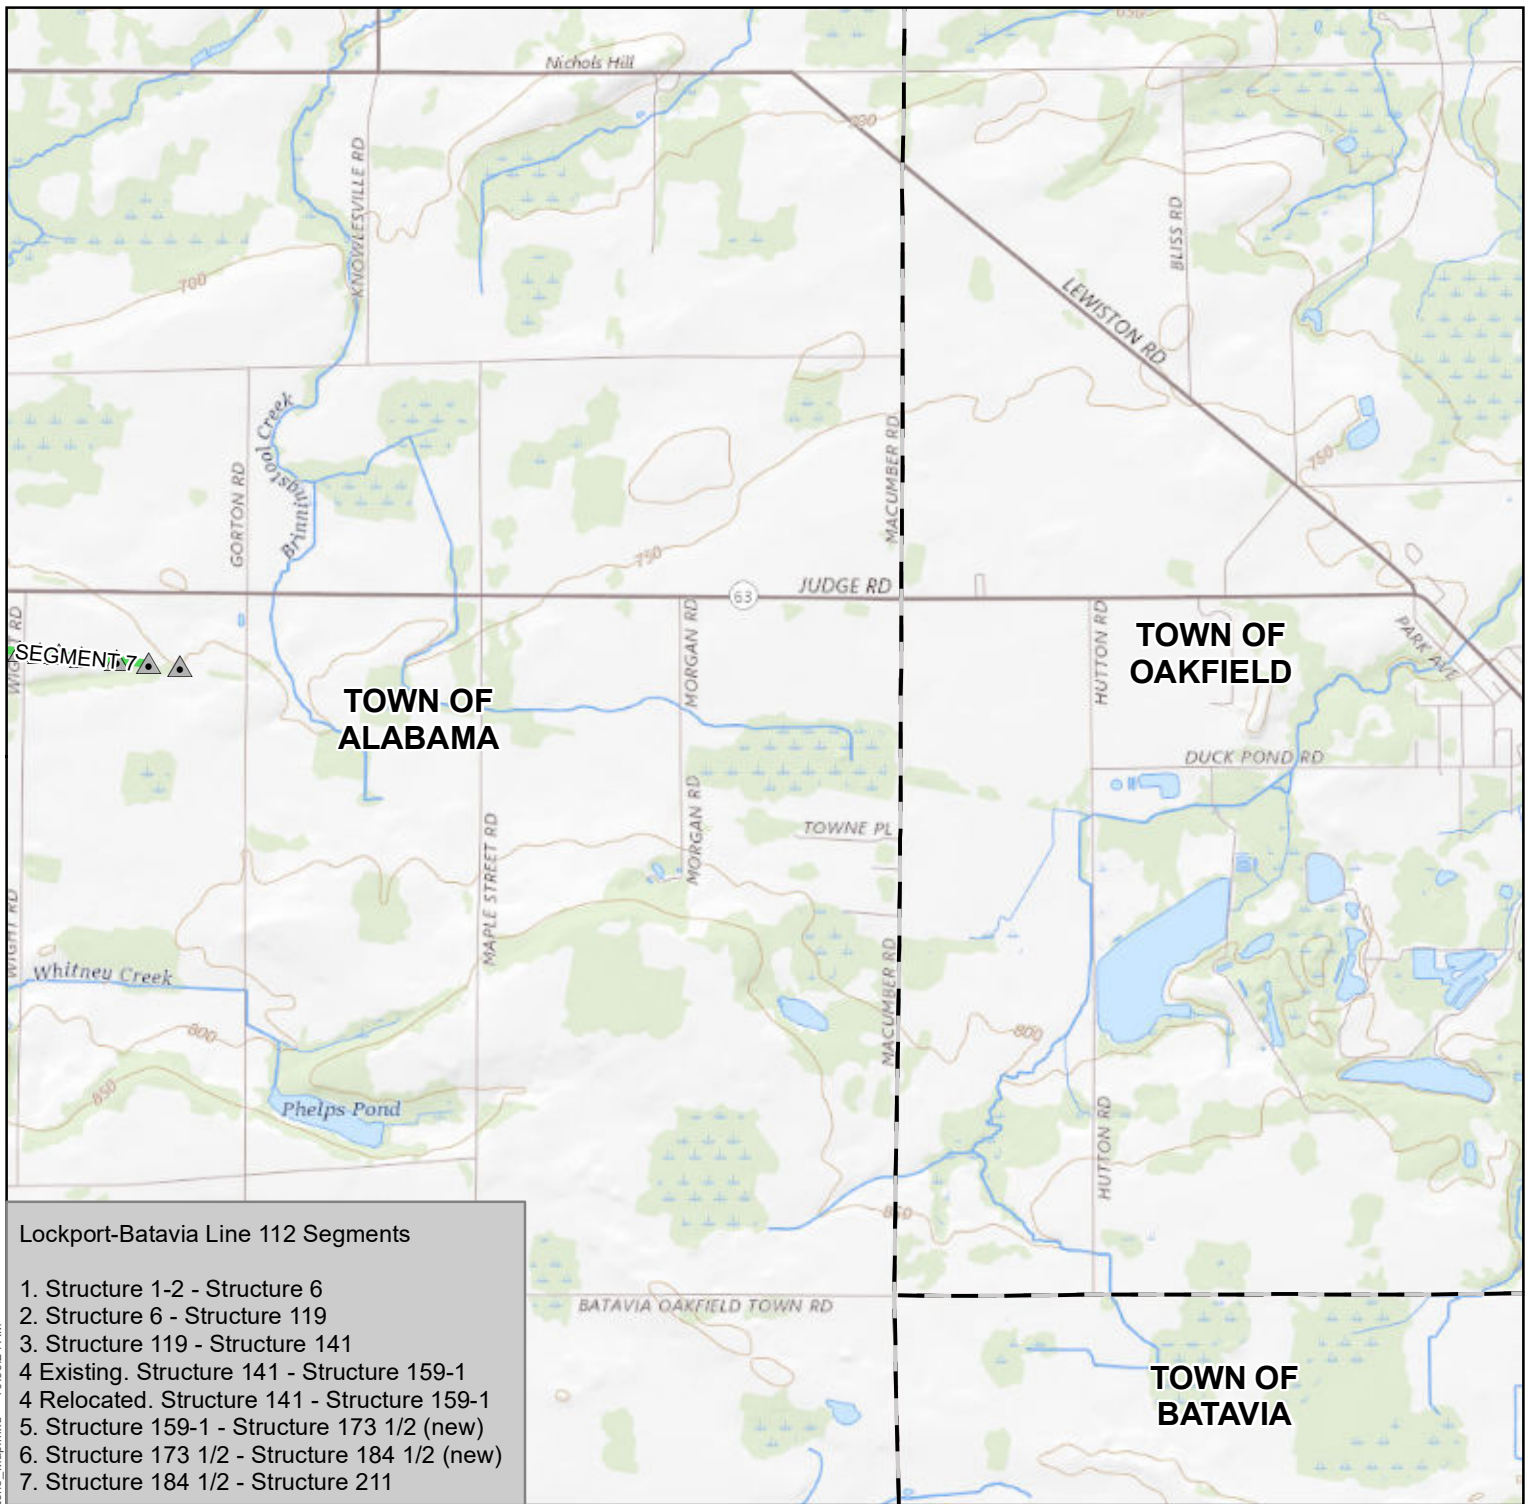 650
Nichols Hill
700
800
KNOWLESVILLE RD
BLISS RD
700
LEWISTON RD
Brinningstool Creek
GORTON RD
MACUMBER RD
750
750
JUDGE RD
63
WIGHT RD
SEGMENT 7
MORGAN RD
HUTTON RD
TOWN OF
OAKFIELD
PARK AVE
TOWN OF
ALABAMA
DUCK POND RD
MORGAN RD
TOWNE PL
MAPLE STREET RD
WIGHT RD
MACUMBER RD
Whitney Creek
800
800
850
Phelps Pond
HUTTON RD
850
BATAVIA OAKFIELD TOWN RD
TOWN OF
BATAVIA
Lockport-Batavia Line 112 Segments
1. Structure 1-2 - Structure 6
2. Structure 6 - Structure 119
3. Structure 119 - Structure 141
4 Existing. Structure 141 - Structure 159-1
4 Relocated. Structure 141 - Structure 159-1
5. Structure 159-1 - Structure 173 1/2 (new)
6. Structure 173 1/2 - Structure 184 1/2 (new)
7. Structure 184 1/2 - Structure 211